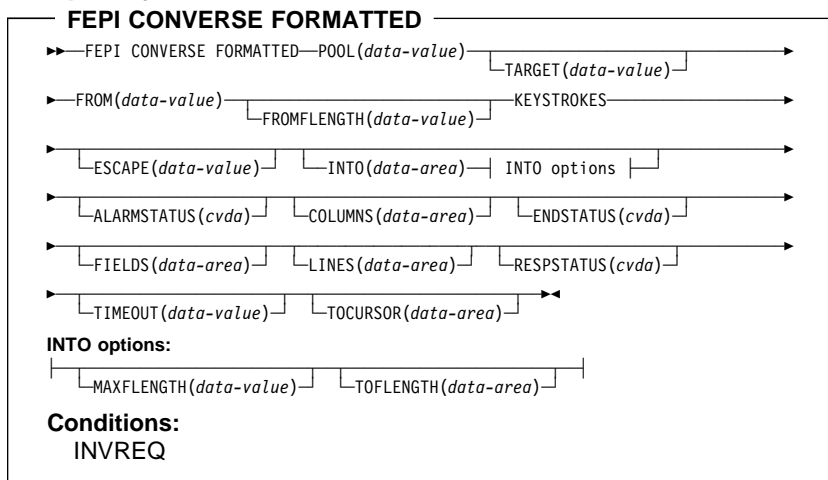 FEPI CONVERSE FORMATTED
FEPI CONVERSE FORMATTED POOL(data-value)
TARGET(data-value)
FROM(data-value) KEYSTROKES
FROMFLENGTH(data-value)
ESCAPE(data-value) INTO(data-area) INTO options
ALARMSTATUS(cvda) COLUMNS(data-area) ENDSTATUS(cvda)
FIELDS(data-area) LINES(data-area) RESPSTATUS(cvda)
TIMEOUT(data-value) TOCURSOR(data-area)
INTO options:
MAXFLENGTH(data-value) TOFLENGTH(data-area)
Conditions:
INVREQ